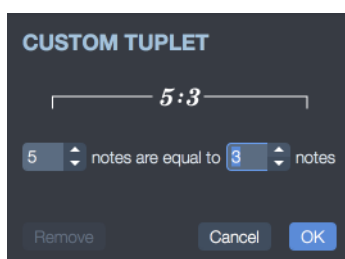 CUSTOM TUPLET
5:3
5 notes are equal to 3 notes
Remove Cancel OK